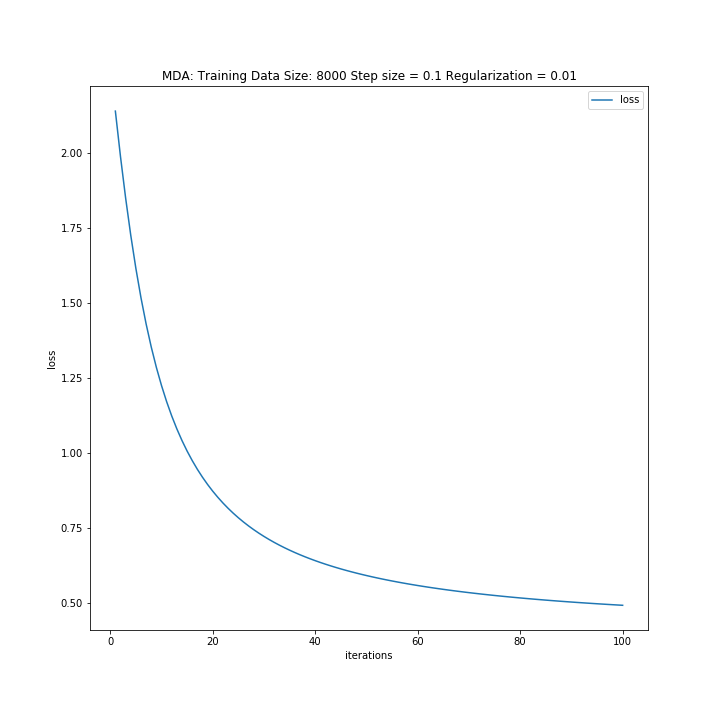 MDA: Training Data Size: 8000 Step size = 0.1 Regularization = 0.01
loss
2.00
1.75
1.50
1.25
1.00
0.75
0.50
loss
0 20 40 60 80 100
iterations